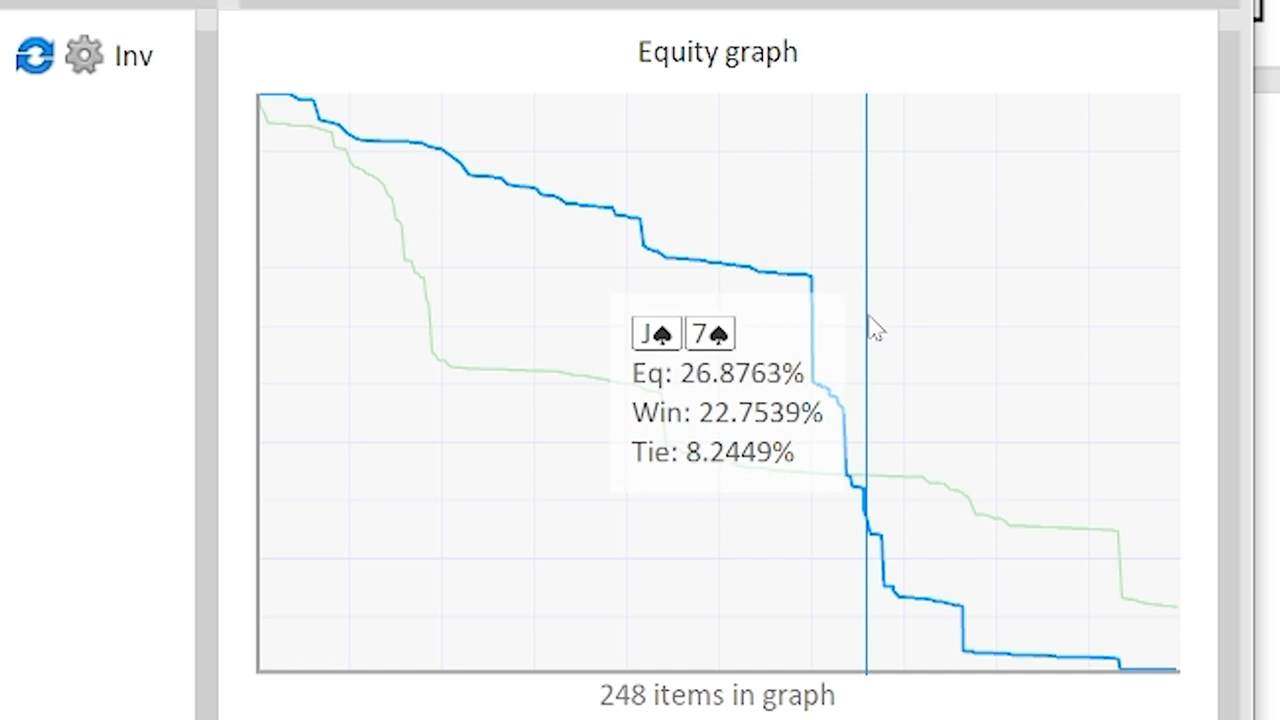 Inv
Equity graph
J♠ 7♠
Eq: 26.8763%
Win: 22.7539%
Tie: 8.2449%
248 items in graph